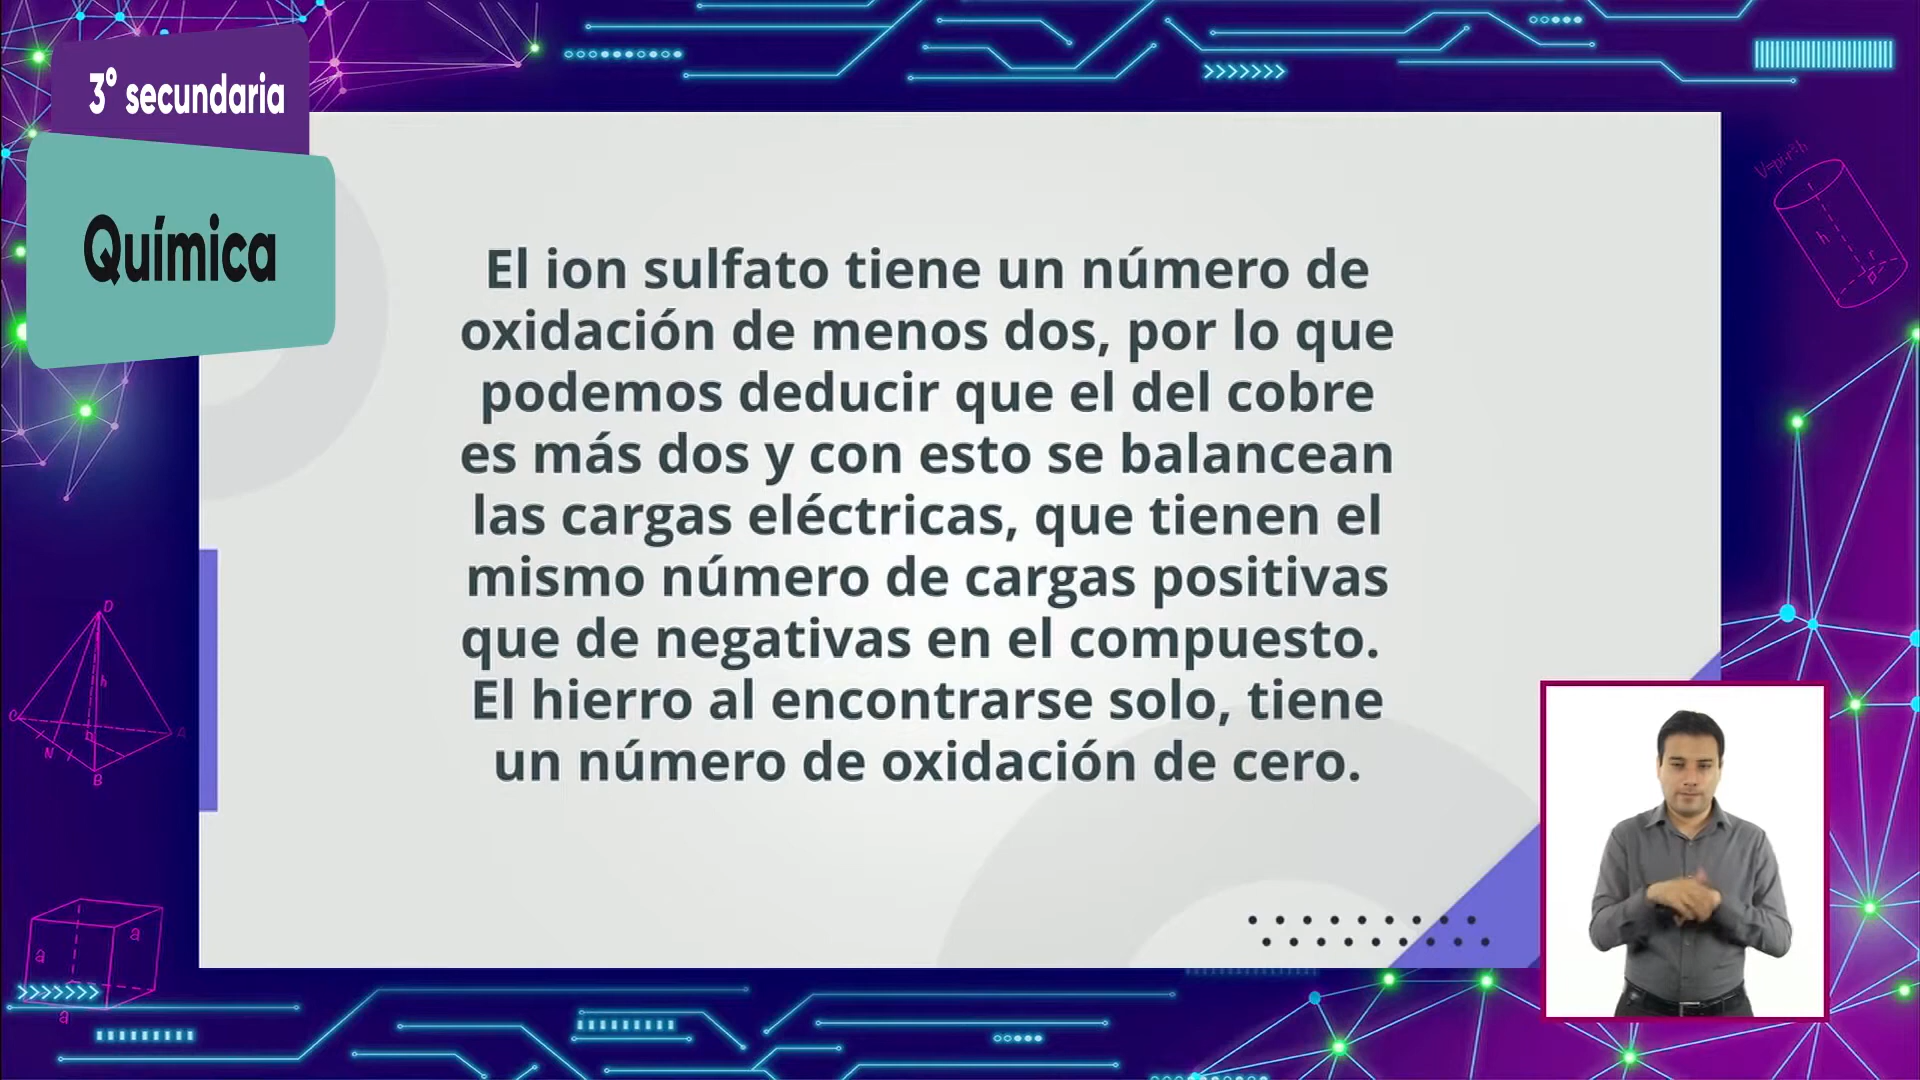 3º secundaria
Química
El ion sulfato tiene un número de
oxidación de menos dos, por lo que
podemos deducir que el del cobre
es más dos y con esto se balancean
las cargas eléctricas, que tienen el
mismo número de cargas positivas
que de negativas en el compuesto.
El hierro al encontrarse solo, tiene
un número de oxidación de cero.
h
r
D
h
C
A
N
b
B
a
a
a